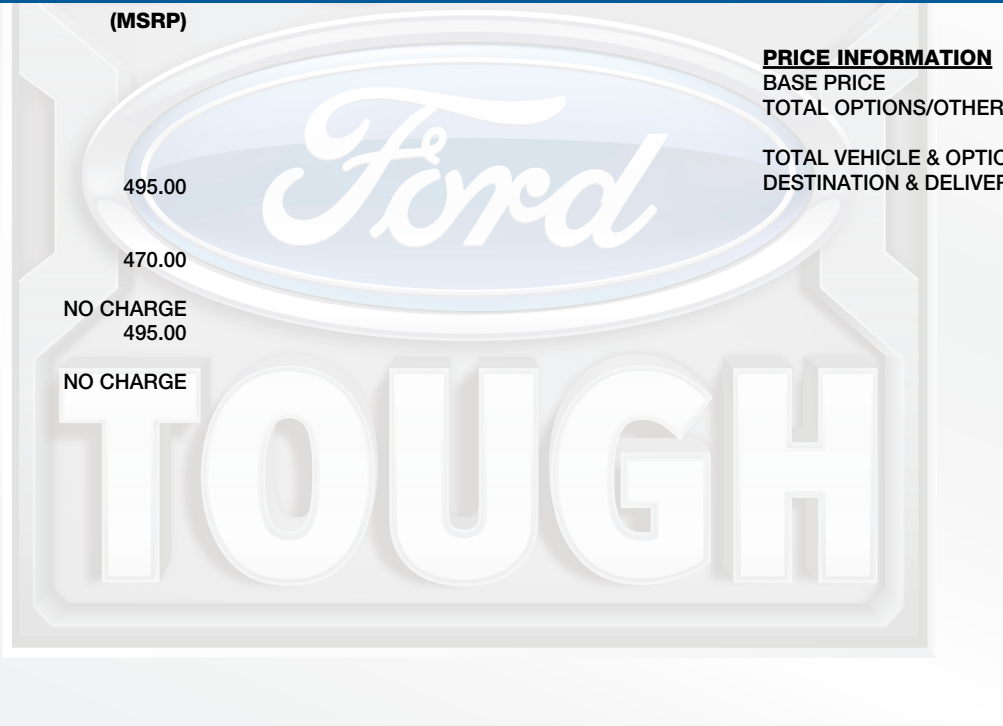 (MSRP)
495.00
470.00
NO CHARGE
495.00
NO CHARGE
PRICE INFORMATION
BASE PRICE
TOTAL OPTIONS/OTHER
TOTAL VEHICLE & OPTIO
DESTINATION & DELIVER
Ford
TOUGH